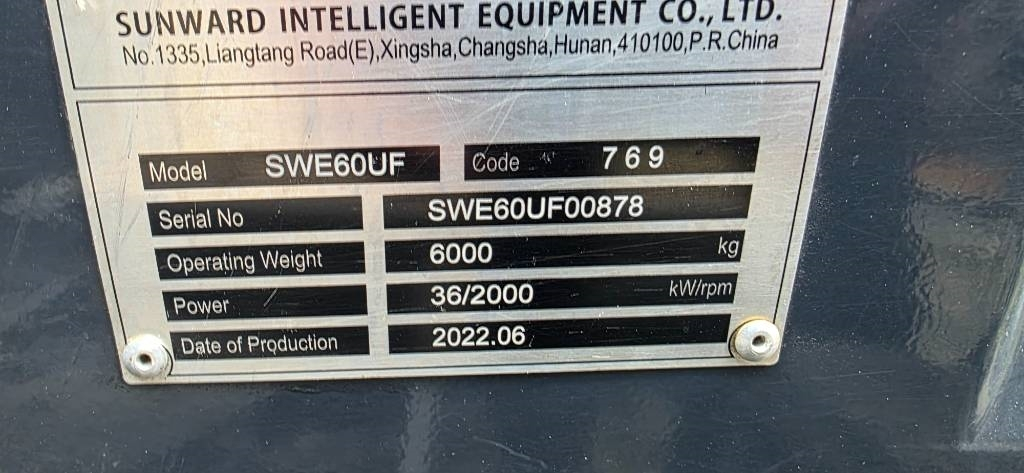 SUNWARD INTELLIGENT EQUIPMENT CO., LTD.
No.1335,Liangtang Road(E),Xingsha,Changsha,Hunan,410100,P.R.China
Model SWE60UF Code 769
Serial No SWE60UF00878
Operating Weight 6000 kg
Power 36/2000 kW/rpm
Date of Production 2022.06